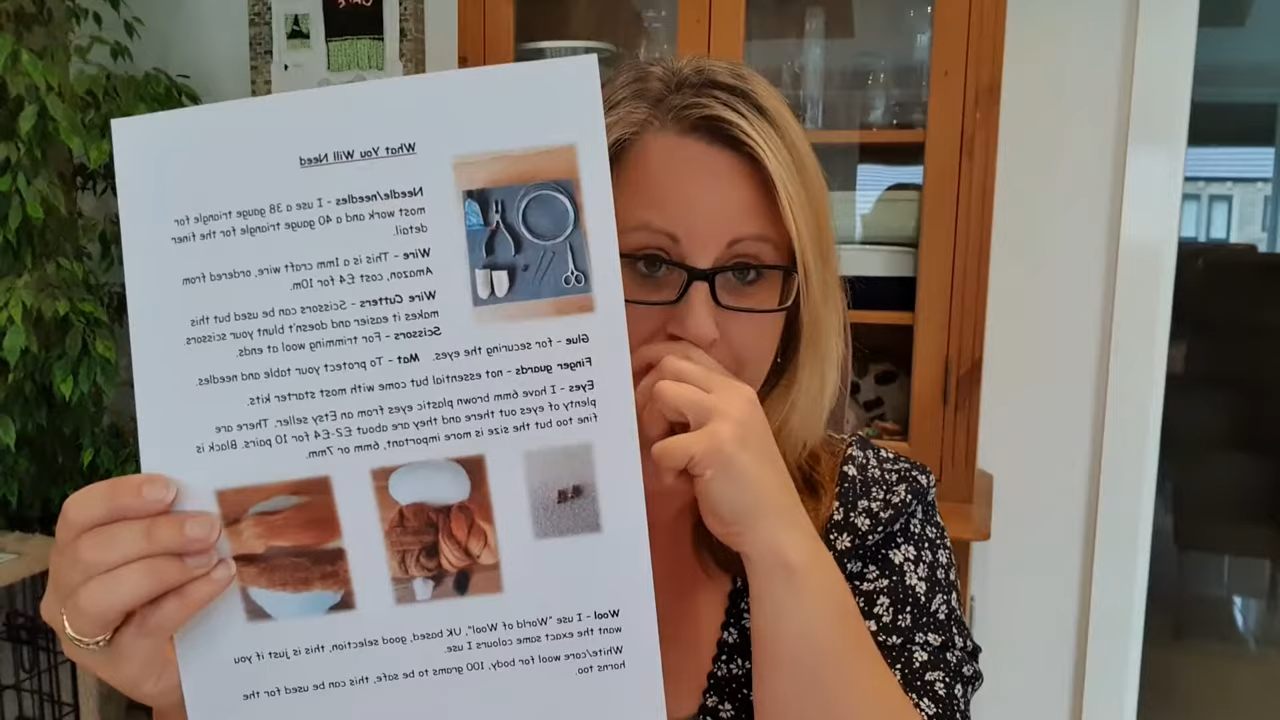 What You Will Need
Needle/needles - I use a 38 gauge triangle for
most work and a 40 gauge triangle for the finer
detail.
Wire - This is a 1mm craft wire, ordered from
Amazon, cost £4 for 10m.
Wire Cutters - Scissors can be used but this
makes it easier and doesn't blunt your scissors.
Scissors - For trimming wool at ends.
Glue - for securing the eyes. Mat - To protect your table and needles.
Finger guards - not essential but come with most starter kits.
Eyes - I have 6mm brown plastic eyes from an Etsy seller. There are
plenty of eyes out there and they are about £2-£4 for 10 pairs. Black is
fine too but the size is more important, 6mm or 7mm.
Wool - I use "World of Wool", UK based, good selection, this is just if you
want the exact same colours I use.
White/core wool for body, 100 grams to be safe, this can be used for the
horns too.